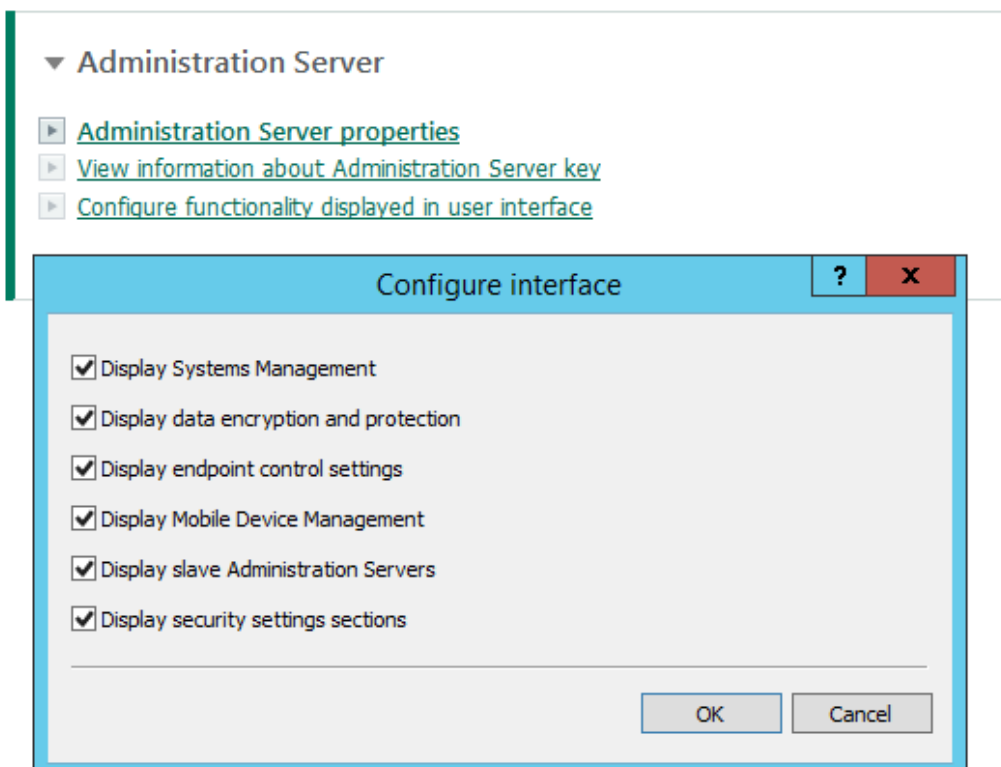 Administration Server
Administration Server properties
View information about Administration Server key
Configure functionality displayed in user interface
Configure interface
?
x
Display Systems Management
Display data encryption and protection
Display endpoint control settings
Display Mobile Device Management
Display slave Administration Servers
Display security settings sections
OK
Cancel